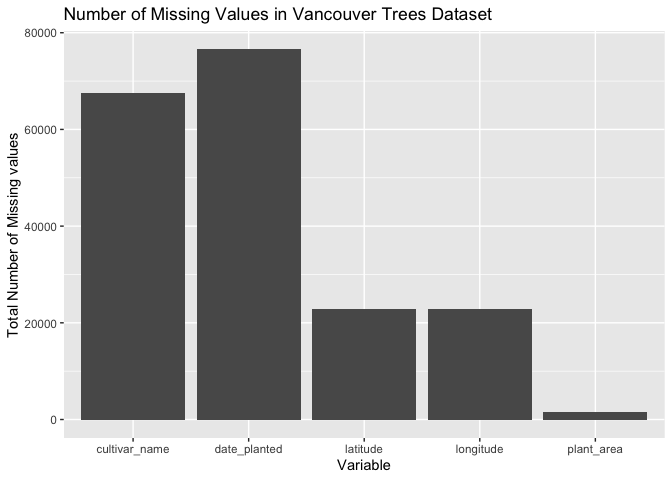 Number of Missing Values in Vancouver Trees Dataset
Total Number of Missing values
80000
60000
40000
20000
0
cultivar_name date_planted latitude longitude plant_area
Variable